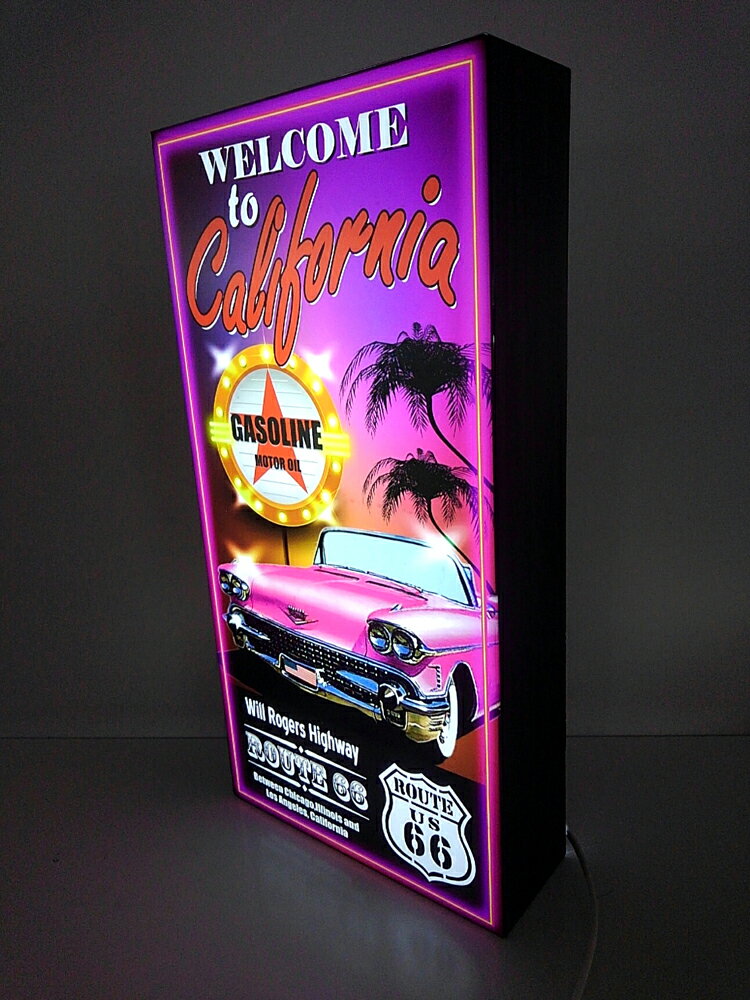 WELCOME
to
California
GASOLINE
MOTOR OIL
Will Rogers Highway
ROUTE 66
Between Chicago,Illinois and
Los Angeles, California
ROUTE
US
66